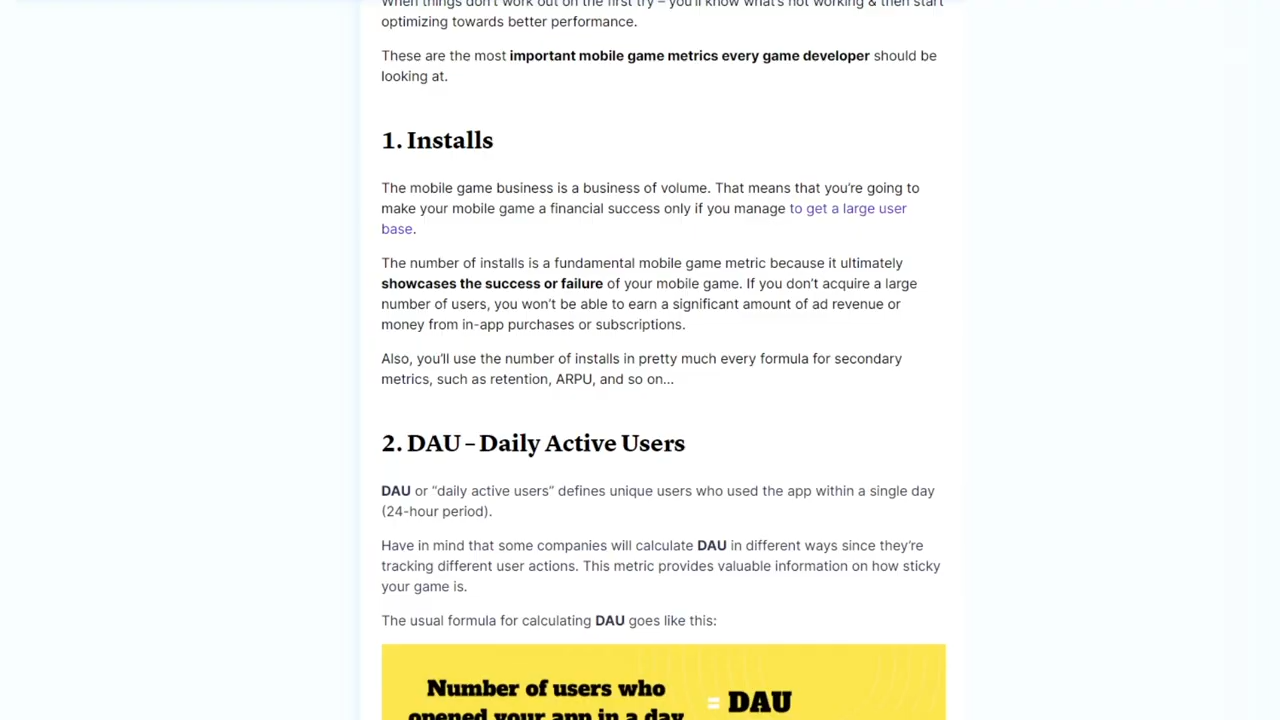 When things don't work out on the first try – you'll know what's not working & then start
optimizing towards better performance.
These are the most important mobile game metrics every game developer should be
looking at.
1. Installs
The mobile game business is a business of volume. That means that you're going to
make your mobile game a financial success only if you manage to get a large user
base.
The number of installs is a fundamental mobile game metric because it ultimately
showcases the success or failure of your mobile game. If you don't acquire a large
number of users, you won't be able to earn a significant amount of ad revenue or
money from in-app purchases or subscriptions.
Also, you'll use the number of installs in pretty much every formula for secondary
metrics, such as retention, ARPU, and so on...
2. DAU – Daily Active Users
DAU or “daily active users” defines unique users who used the app within a single day
(24-hour period).
Have in mind that some companies will calculate DAU in different ways since they're
tracking different user actions. This metric provides valuable information on how sticky
your game is.
The usual formula for calculating DAU goes like this:
Number of users who
opened your app in a day
= DAU